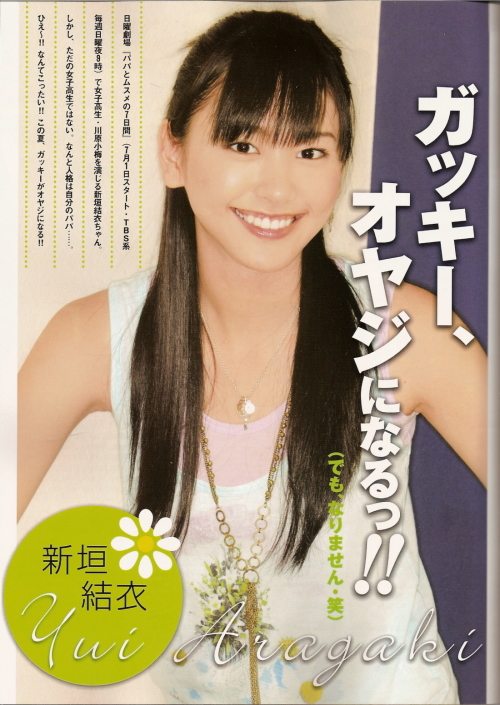 ガッキー、
オヤジになるっ!!
(でも、なりません・笑)
日曜劇場『パパとムスメの7日間』(7月1日スタート・TBS系
毎週日曜夜9時)で女子高生・川原小梅を演じる新垣結衣ちゃん。
しかし、ただの女子高生ではない。なんと人格は自分のパパ……。
ひえ〜!! なんてこったい!! この夏、ガッキーがオヤジになる!!
新垣
結衣
Yui Aragaki